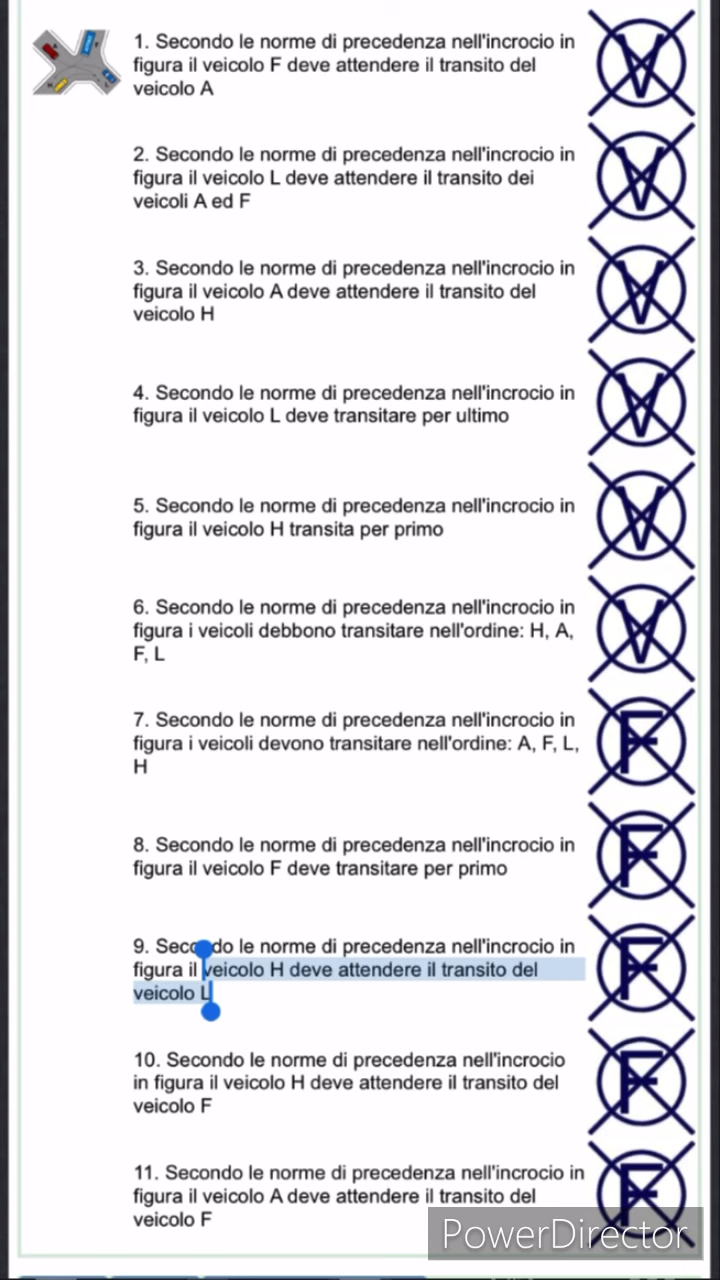 1. Secondo le norme di precedenza nell'incrocio in
figura il veicolo F deve attendere il transito del
veicolo A
V
2. Secondo le norme di precedenza nell'incrocio in
figura il veicolo L deve attendere il transito dei
veicoli A ed F
V
3. Secondo le norme di precedenza nell'incrocio in
figura il veicolo A deve attendere il transito del
veicolo H
V
4. Secondo le norme di precedenza nell'incrocio in
figura il veicolo L deve transitare per ultimo
V
5. Secondo le norme di precedenza nell'incrocio in
figura il veicolo H transita per primo
V
6. Secondo le norme di precedenza nell'incrocio in
figura i veicoli debbono transitare nell'ordine: H, A,
F, L
V
7. Secondo le norme di precedenza nell'incrocio in
figura i veicoli devono transitare nell'ordine: A, F, L,
H
F
8. Secondo le norme di precedenza nell'incrocio in
figura il veicolo F deve transitare per primo
F
9. Secondo le norme di precedenza nell'incrocio in
figura il veicolo H deve attendere il transito del
veicolo L
F
10. Secondo le norme di precedenza nell'incrocio
in figura il veicolo H deve attendere il transito del
veicolo F
F
11. Secondo le norme di precedenza nell'incrocio in
figura il veicolo A deve attendere il transito del
veicolo F
F
PowerDirector